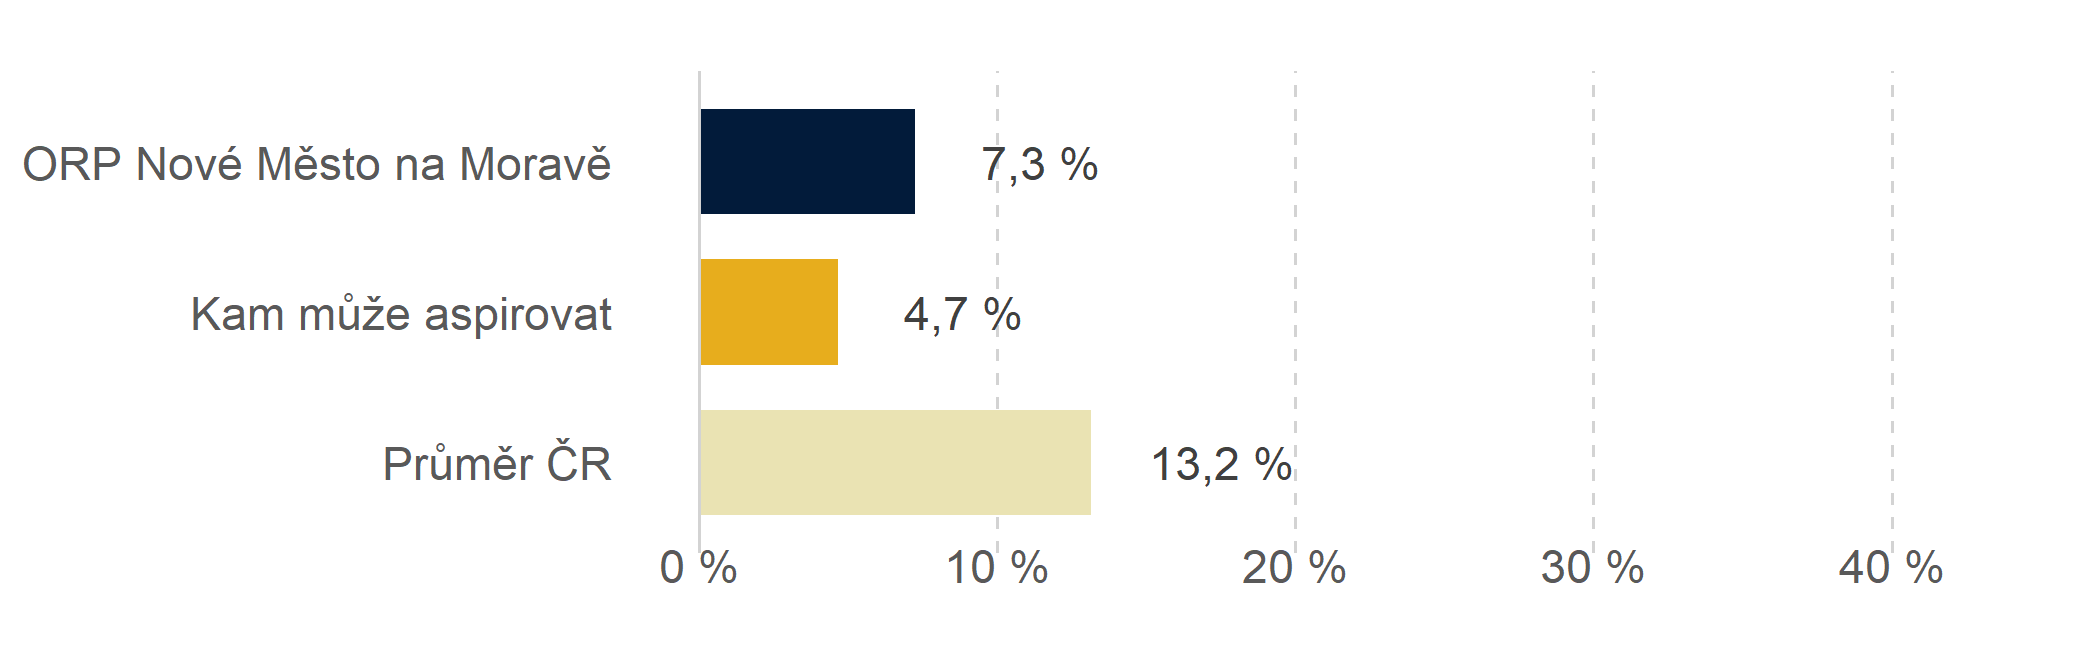 ORP Nové Město na Moravě
7,3 %
Kam může aspirovat
4,7 %
Průměr ČR
13,2 %
0 %
10 %
20 %
30 %
40 %